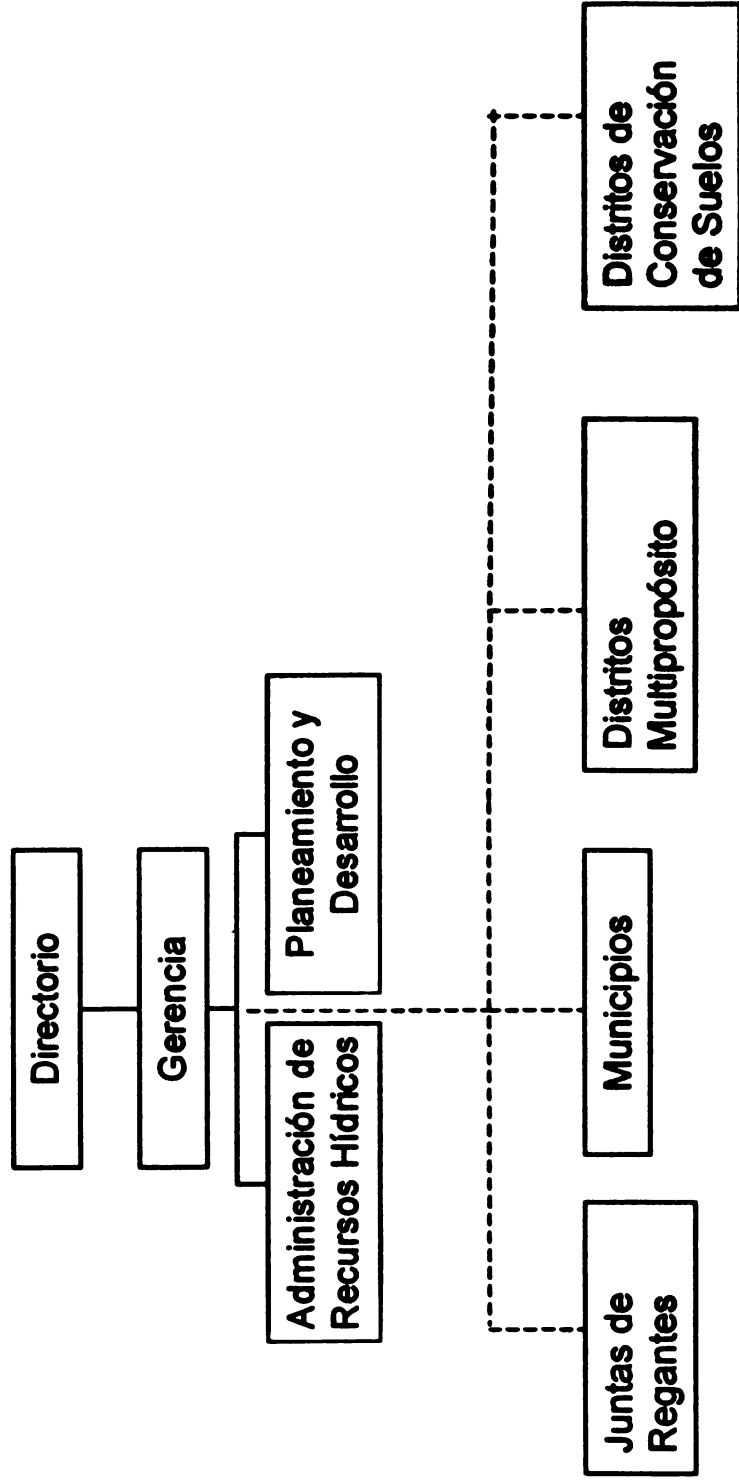 Directorio
Gerencia
Administración de
Recursos Hídricos
Planeamiento y
Desarrollo
Juntas de
Regantes
Municipios
Distritos
Multipropósito
Distritos de
Conservación
de Suelos